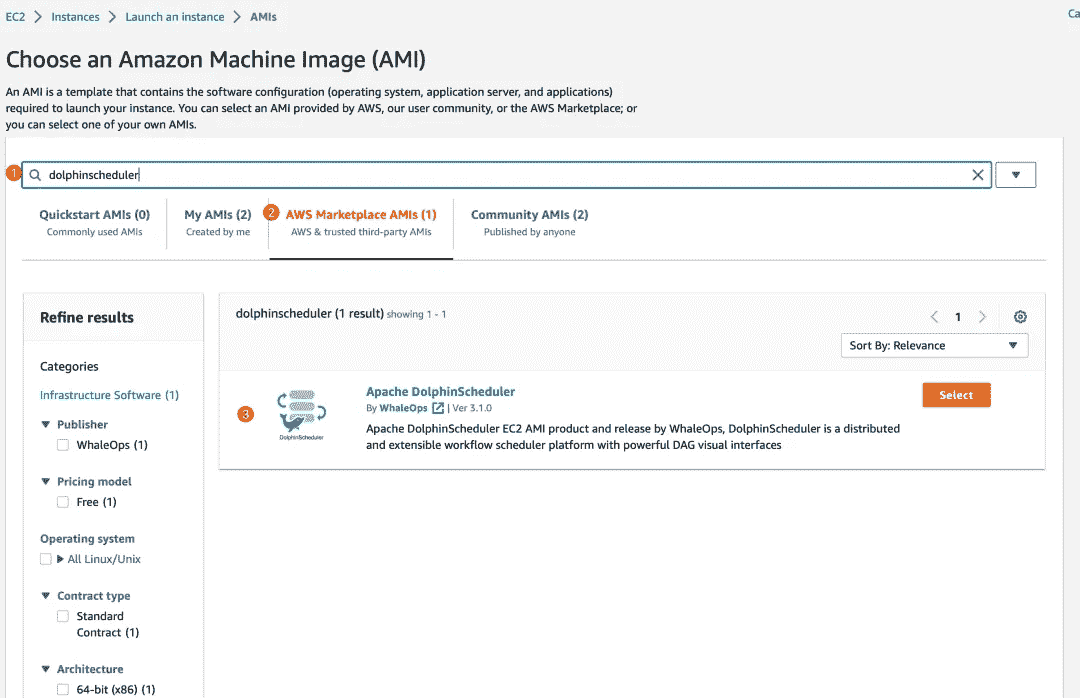 EC2 > Instances > Launch an instance > AMIs
Ca
Choose an Amazon Machine Image (AMI)
An AMI is a template that contains the software configuration (operating system, application server, and applications)
required to launch your instance. You can select an AMI provided by AWS, our user community, or the AWS Marketplace; or
you can select one of your own AMIs.
1
dolphinscheduler
Quickstart AMIs (0)
Commonly used AMIs
My AMIs (2)
Created by me
2
AWS Marketplace AMIs (1)
AWS & trusted third-party AMIs
Community AMIs (2)
Published by anyone
Refine results
Categories
Infrastructure Software (1)
Publisher
WhaleOps (1)
Pricing model
Free (1)
Operating system
All Linux/Unix
Contract type
Standard
Contract (1)
Architecture
64-bit (x86) (1)
dolphinscheduler (1 result) showing 1 - 1
1
Sort By: Relevance
3
DolphinScheduler
Apache DolphinScheduler
By WhaleOps | Ver 3.1.0
Apache DolphinScheduler EC2 AMI product and release by WhaleOps, DolphinScheduler is a distributed
and extensible workflow scheduler platform with powerful DAG visual interfaces
Select